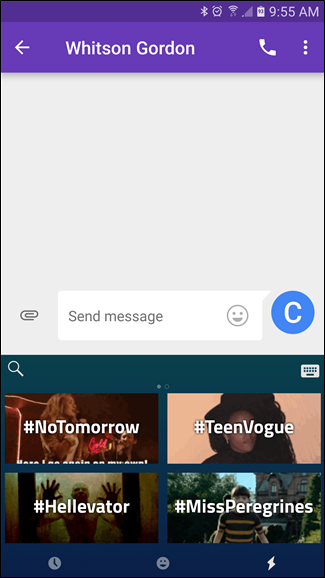 9:55 AM
Whitson Gordon
Send message
C
#NoTomorrow
#TeenVogue
Here I go again on my own!
#Hellevator
#MissPeregrines